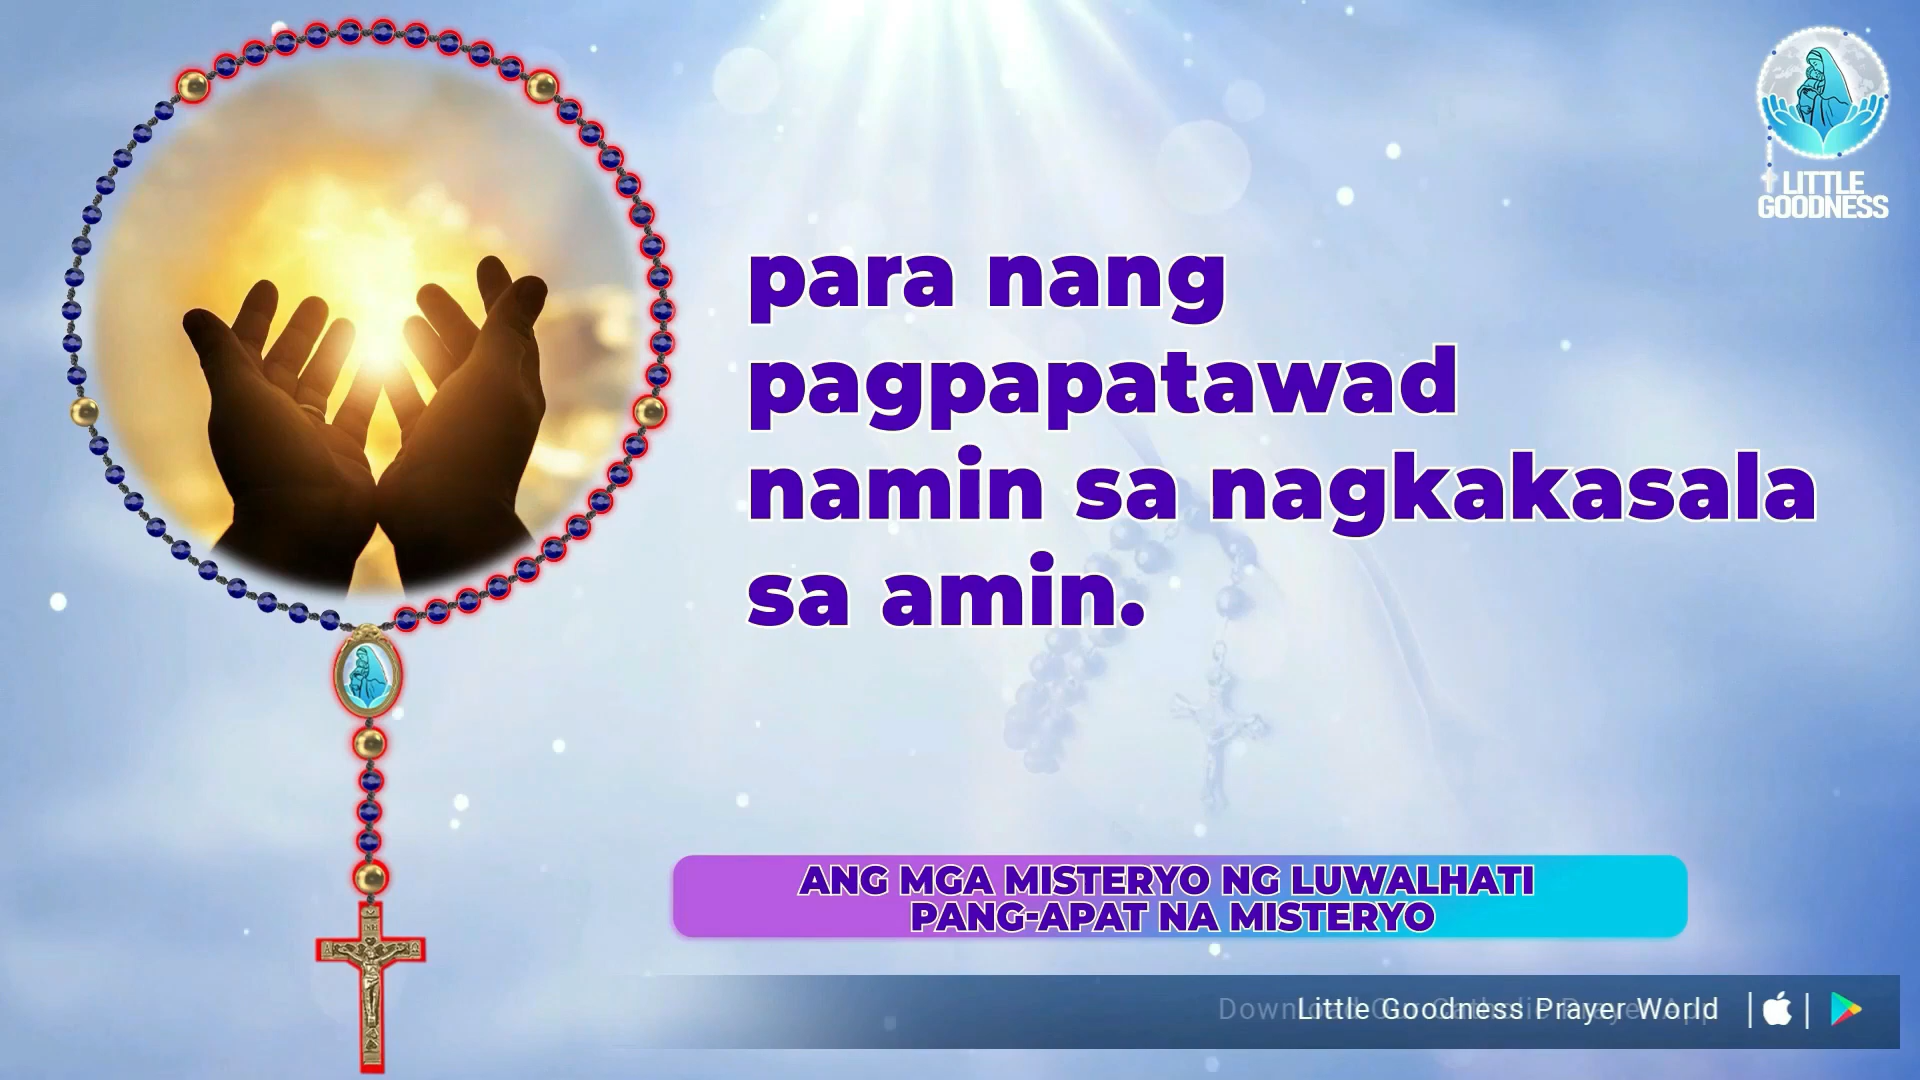 LITTLE
GOODNESS
para nang
pagpapatawad
namin sa nagkakasala
sa amin.
ANG MGA MISTERYO NG LUWALHATI
PANG-APAT NA MISTERYO
Little Goodness Prayer World